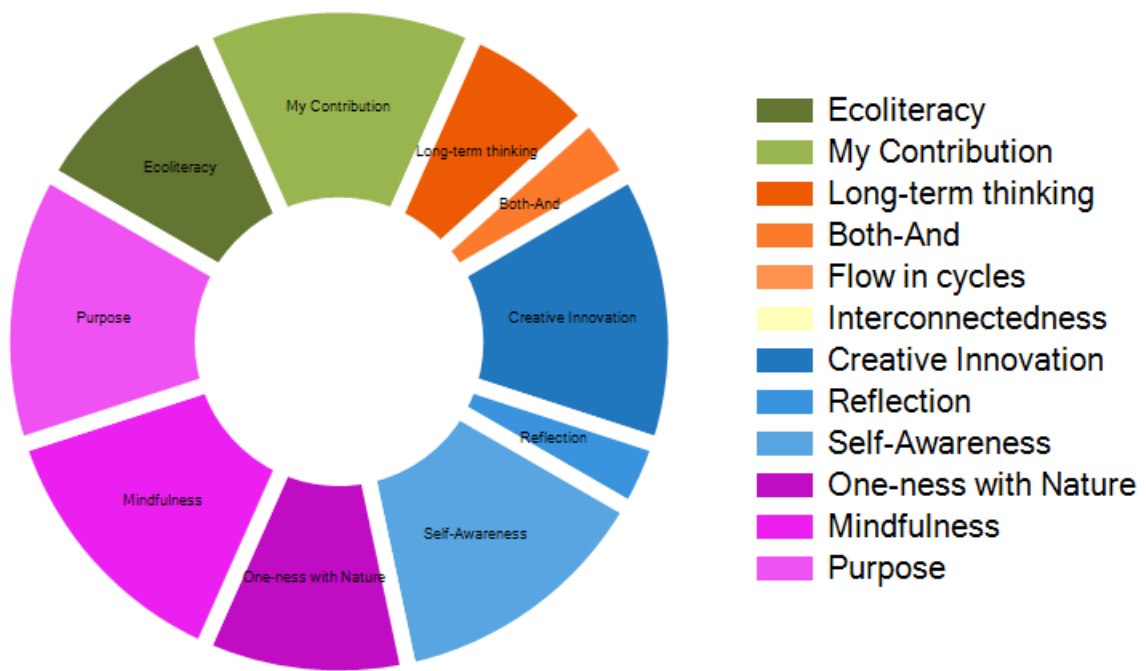 My Contribution
Long-term thinking
Ecoliteracy
Both-And
Purpose
Creative Innovation
Reflection
Mindfulness
Self-Awareness
One-ness with Nature
Ecoliteracy
My Contribution
Long-term thinking
Both-And
Flow in cycles
Interconnectedness
Creative Innovation
Reflection
Self-Awareness
One-ness with Nature
Mindfulness
Purpose